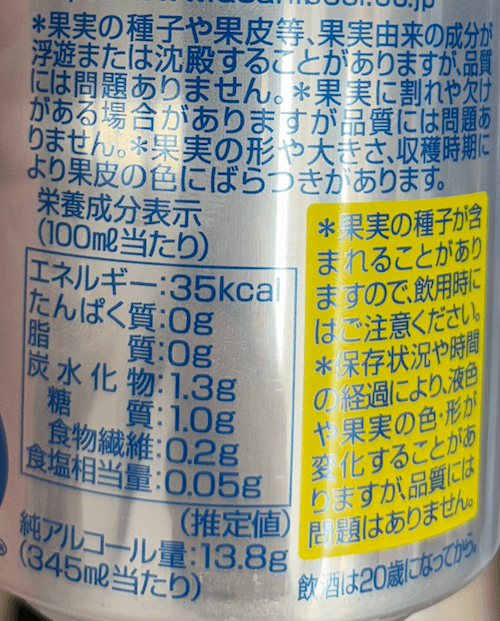 *果実の種子や果皮等、果実由来の成分が
浮遊または沈殿することがありますが、品質
には問題ありません。*果実に割れや欠け
がある場合がありますが品質には問題あ
りません。*果実の形や大きさ、収穫時期に
より果皮の色にばらつきがあります。
栄養成分表示
(100mℓ当たり)
エネルギー:35kcal
たんぱく質:0g
脂質:0g
炭水化物:1.3g
糖質:1.0g
食物繊維:0.2g
食塩相当量:0.05g
(推定値)
純アルコール量:13.8g
(345mℓ当たり)
*果実の種子が含
まれることがあり
ますので、飲用時に
はご注意ください。
*保存状況や時間
の経過により、液色
や果実の色・形が
変化することがあ
りますが、品質には
問題はありません。
飲酒は20歳になってから。